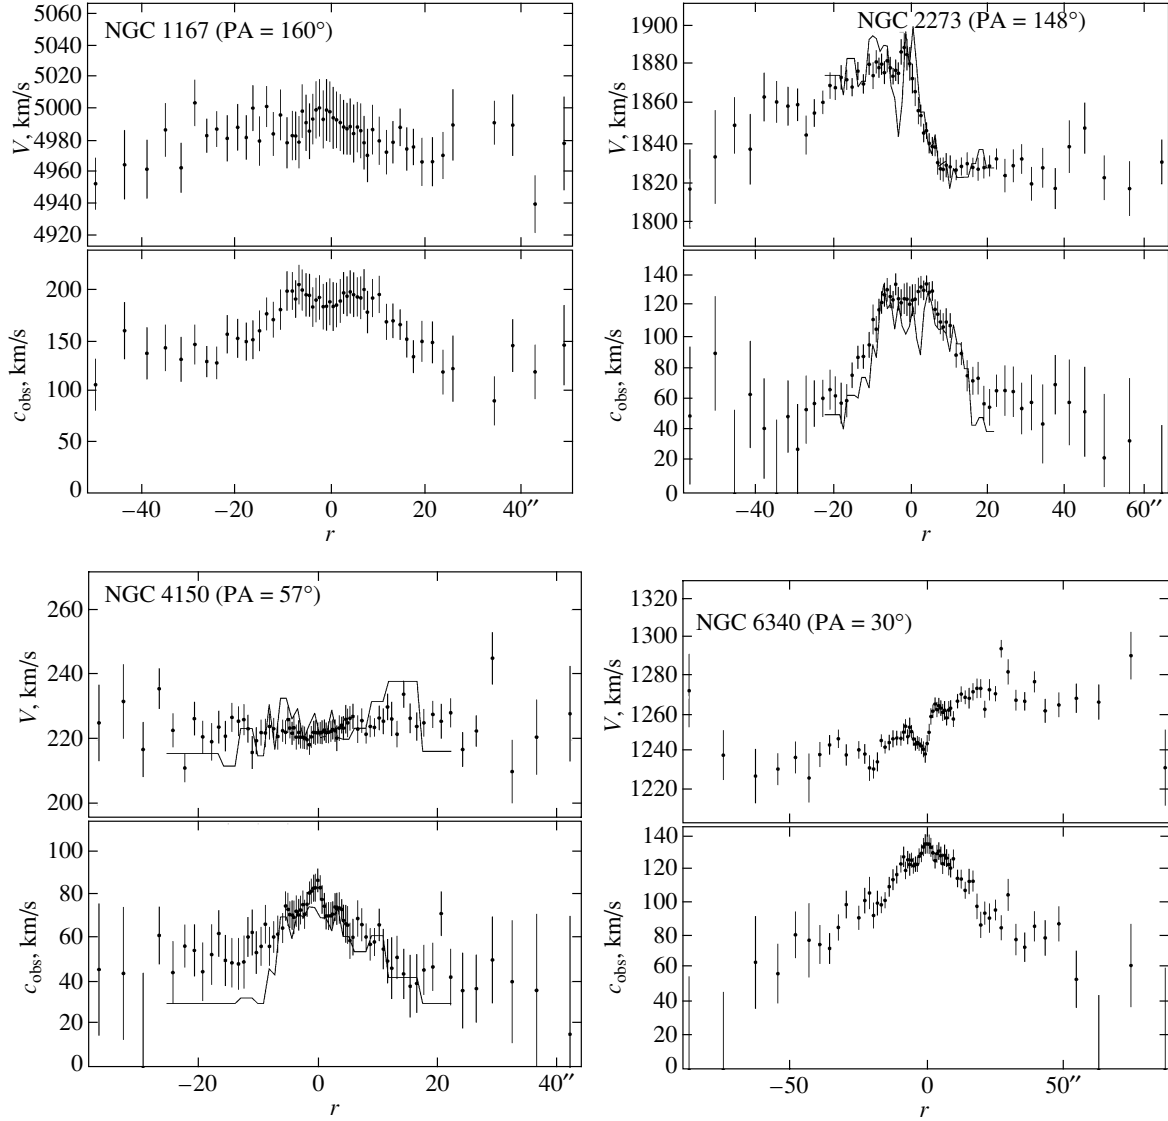 NGC 1167 (PA = 160°)
V, km/s
5060
5040
5020
5000
4980
4960
4940
4920
c_obs, km/s
200
150
100
50
0
−40 −20 0 20 40″
r
NGC 2273 (PA = 148°)
V, km/s
1900
1880
1860
1840
1820
1800
c_obs, km/s
140
120
100
80
60
40
20
0
−40 −20 0 20 40 60″
r
NGC 4150 (PA = 57°)
V, km/s
260
240
220
200
c_obs, km/s
100
80
60
40
20
0
−20 0 20 40″
r
NGC 6340 (PA = 30°)
V, km/s
1320
1300
1280
1260
1240
1220
c_obs, km/s
140
120
100
80
60
40
20
0
−50 0 50″
r